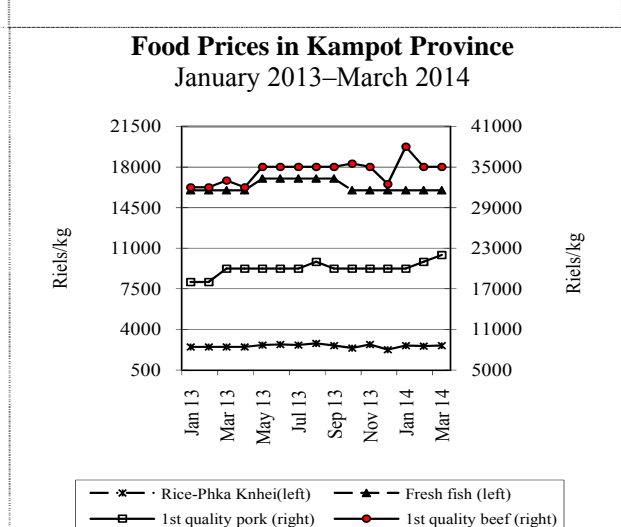 Food Prices in Kampot Province
January 2013–March 2014
21500
18000
14500
11000
7500
4000
500
Riels/kg
41000
35000
29000
23000
17000
11000
5000
Riels/kg
Jan 13
Mar 13
May 13
Jul 13
Sep 13
Nov 13
Jan 14
Mar 14
Rice-Phka Knhei(left)
Fresh fish (left)
1st quality pork (right)
1st quality beef (right)